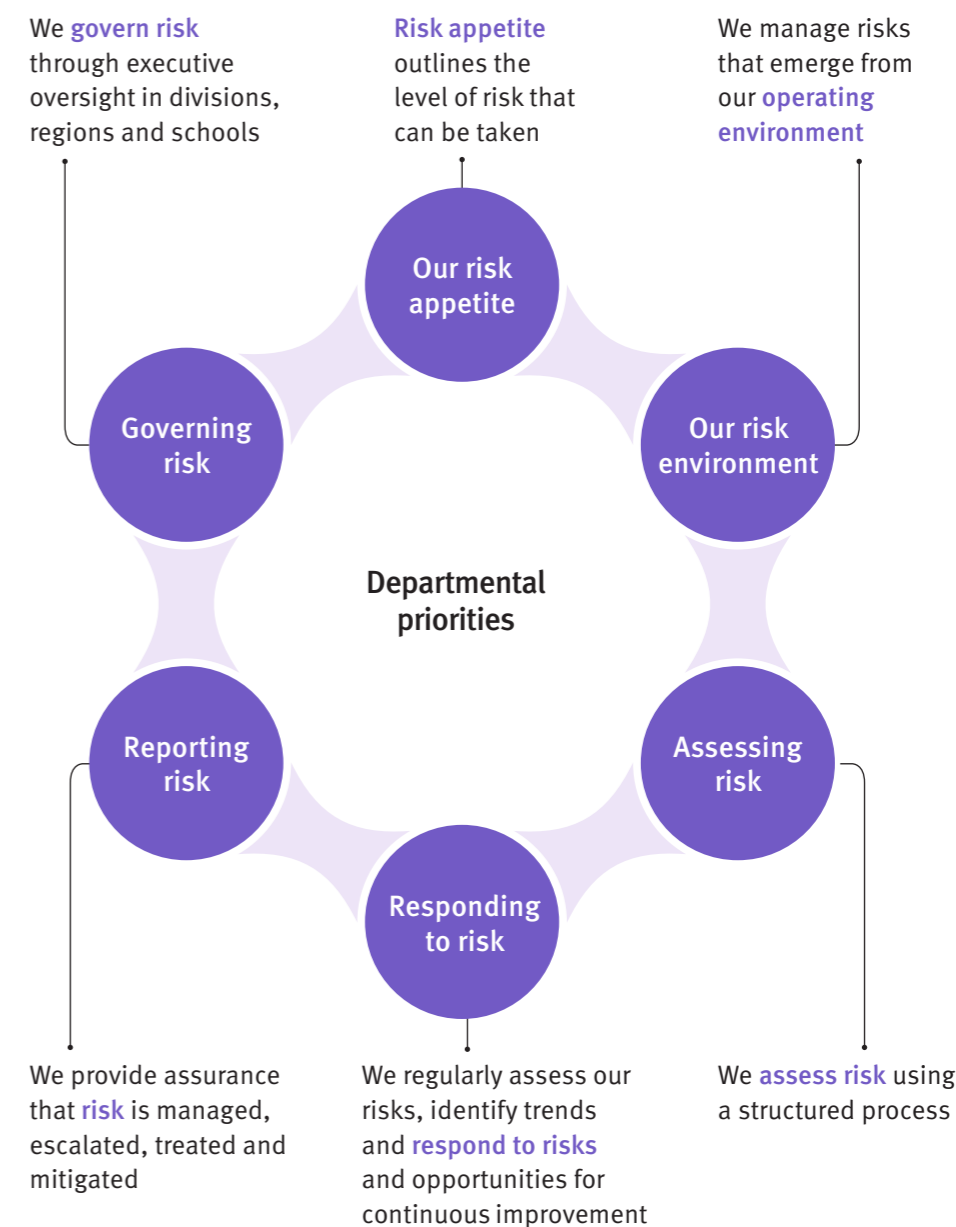 We govern risk
through executive
oversight in divisions,
regions and schools
Risk appetite
outlines the
level of risk that
can be taken
We manage risks
that emerge from
our operating
environment
Our risk
appetite
Governing
risk
Our risk
environment
Departmental
priorities
Reporting
risk
Assessing
risk
Responding
to risk
We provide assurance
that risk is managed,
escalated, treated and
mitigated
We regularly assess our
risks, identify trends
and respond to risks
and opportunities for
continuous improvement
We assess risk using
a structured process